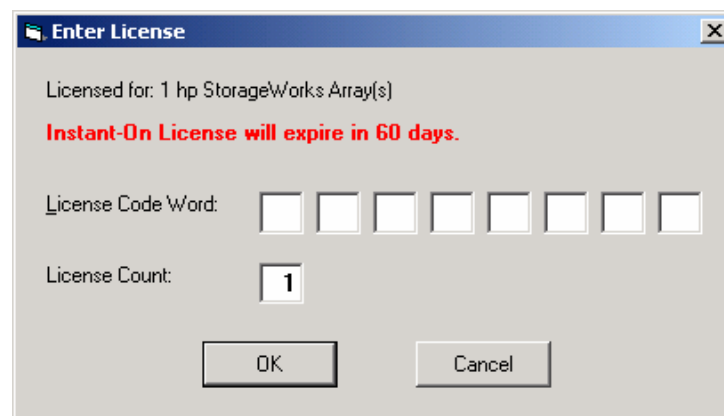 Enter License
Licensed for: 1 hp StorageWorks Array(s)
Instant-On License will expire in 60 days.
License Code Word:
License Count: 1
OK Cancel